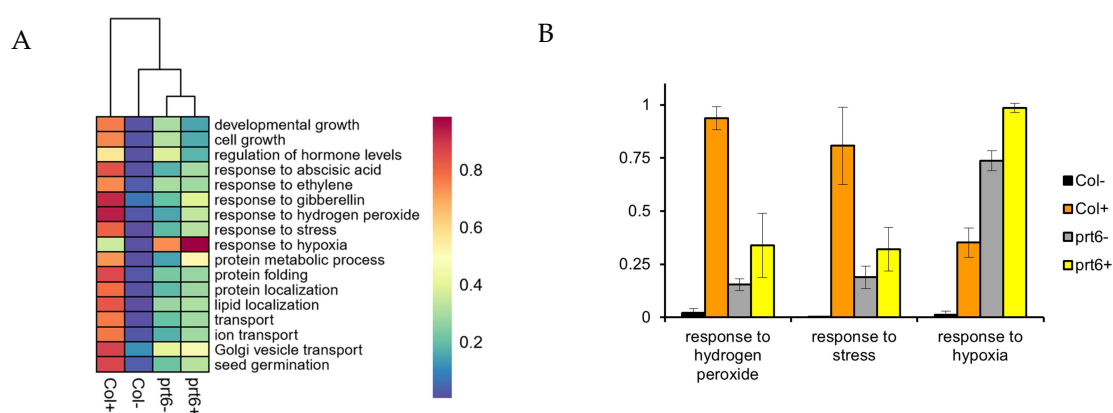 A
developmental growth
cell growth
regulation of hormone levels
response to abscisic acid
response to ethylene
response to gibberellin
response to hydrogen peroxide
response to stress
response to hypoxia
protein metabolic process
protein folding
protein localization
lipid localization
transport
ion transport
Golgi vesicle transport
seed germination
Col+
Col-
prt6-
prt6+
0.8
0.6
0.4
0.2
B
1
0.75
0.5
0.25
0
response to
hydrogen
peroxide
response to
stress
response to
hypoxia
Col-
Col+
prt6-
prt6+